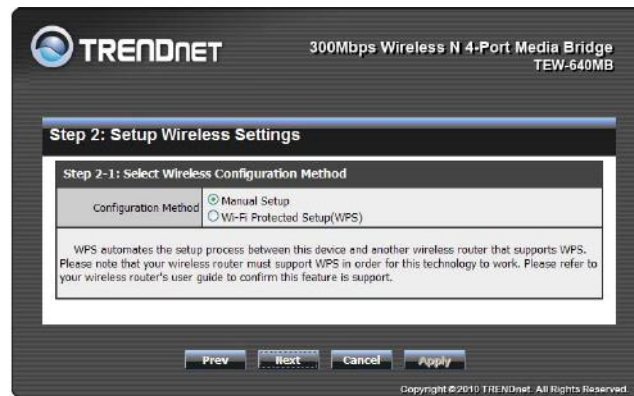 TRENDNET
300Mbps Wireless N 4-Port Media Bridge
TEW-640MB
Step 2: Setup Wireless Settings
Step 2-1: Select Wireless Configuration Method
Configuration Method
Manual Setup
Wi-Fi Protected Setup(WPS)
WPS automates the setup process between this device and another wireless router that supports WPS.
Please note that your wireless router must support WPS in order for this technology to work. Please refer to
your wireless router's user guide to confirm this feature is support.
Prev Next Cancel Apply
Copyright © 2010 TRENDnet. All Rights Reserved.